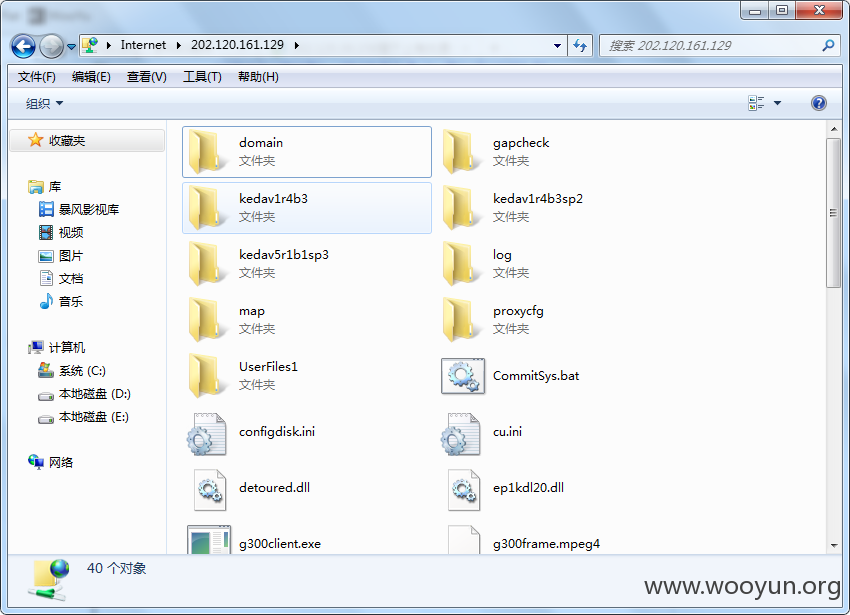 Internet 202.120.161.129
搜索 202.120.161.129
文件(F) 编辑(E) 查看(V) 工具(T) 帮助(H)
组织
收藏夹
库
暴风影视库
视频
图片
文档
音乐
计算机
系统 (C:)
本地磁盘 (D:)
本地磁盘 (E:)
网络
domain
文件夹
gapcheck
文件夹
kedav1r4b3
文件夹
kedav1r4b3sp2
文件夹
kedav5r1b1sp3
文件夹
log
文件夹
map
文件夹
proxycfg
文件夹
UserFiles1
文件夹
CommitSys.bat
configdisk.ini
cu.ini
detoured.dll
ep1kdl20.dll
g300client.exe
g300frame.mpeg4
40 个对象
www.wooyun.org